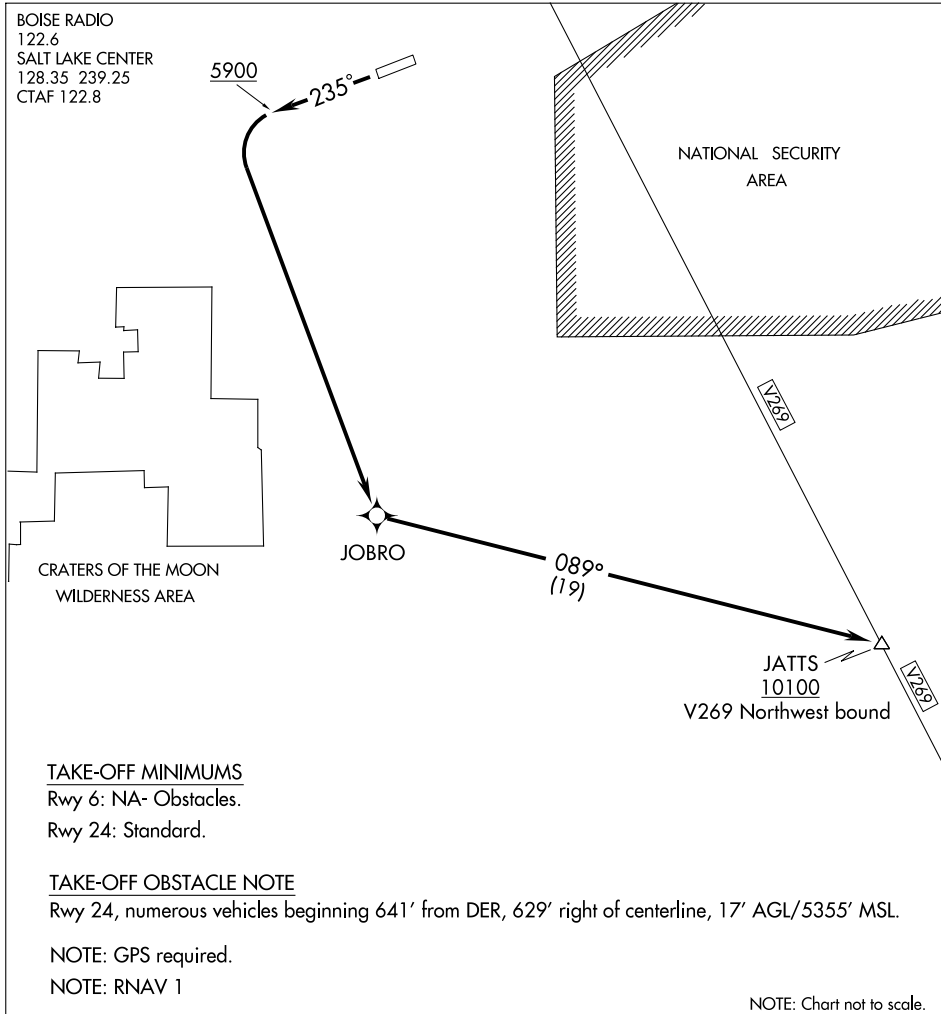 BOISE RADIO
122.6
SALT LAKE CENTER
128.35 239.25
CTAF 122.8
5900
235°
NATIONAL SECURITY
AREA
V269
CRATERS OF THE MOON
WILDERNESS AREA
JOBRO
089°
(19)
JATTS
10100
V269 Northwest bound
V269
TAKE-OFF MINIMUMS
Rwy 6: NA- Obstacles.
Rwy 24: Standard.
TAKE-OFF OBSTACLE NOTE
Rwy 24, numerous vehicles beginning 641’ from DER, 629’ right of centerline, 17’ AGL/5355’ MSL.
NOTE: GPS required.
NOTE: RNAV 1
NOTE: Chart not to scale.